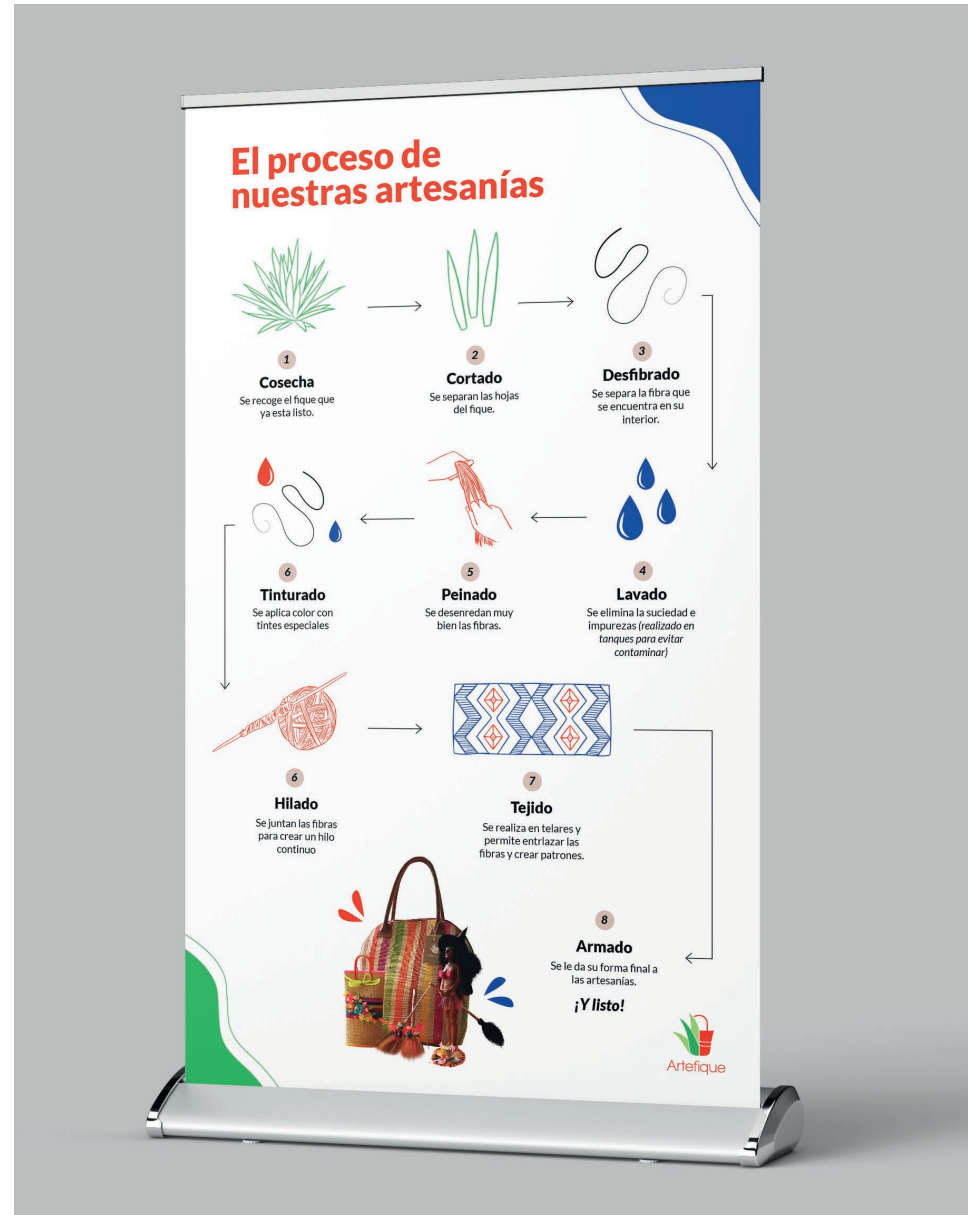 El proceso de
nuestras artesanías
1
Cosecha
Se recoge el fique que
ya esta listo.
2
Cortado
Se separan las hojas
del fique.
3
Desfibrado
Se separa la fibra que
se encuentra en su
interior.
4
Lavado
Se elimina la suciedad e
impurezas (realizado en
tanques para evitar
contaminar)
5
Peinado
Se desenredan muy
bien las fibras.
6
Tinturado
Se aplica color con
tintes especiales
6
Hilado
Se juntan las fibras
para crear un hilo
continuo
7
Tejido
Se realiza en telares y
permite entrlazar las
fibras y crear patrones.
8
Armado
Se le da su forma final a
las artesanías.
¡Y listo!
Artefique